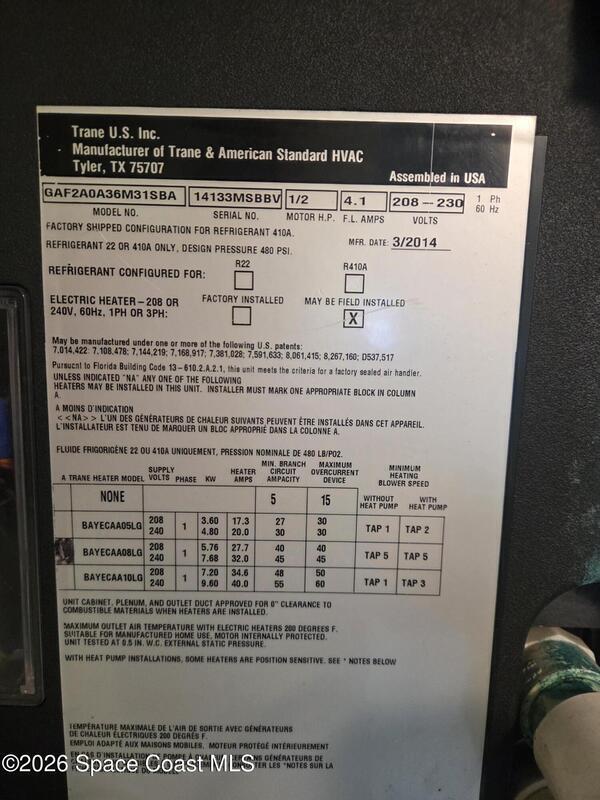 Trane U.S. Inc.
Manufacturer of Trane & American Standard HVAC
Tyler, TX 75707
Assembled in USA
GAF2A0A36M31SBA 14133MSBBV 1/2 4.1 208-230 1 Ph
60 Hz
MODEL NO. SERIAL NO. MOTOR H.P. F.L. AMPS VOLTS
FACTORY SHIPPED CONFIGURATION FOR REFRIGERANT 410A.
REFRIGERANT 22 OR 410A ONLY, DESIGN PRESSURE 480 PSI.
MFR. DATE: 3/2014
R22 R410A
REFRIGERANT CONFIGURED FOR:
ELECTRIC HEATER-208 OR FACTORY INSTALLED MAY BE FIELD INSTALLED
240V, 60Hz, 1PH OR 3PH: X
May be manufactured under one or more of the following U.S. patents:
7,014,422; 7,108,478; 7,144,219; 7,168,917; 7,381,028; 7,591,633; 8,061,415; 8,267,160; D537,517
Pursuant to Florida Building Code 13-610.2.A.2.1, this unit meets the criteria for a factory sealed air handler.
UNLESS INDICATED "NA" ANY ONE OF THE FOLLOWING
HEATERS MAY BE INSTALLED IN THIS UNIT. INSTALLER MUST MARK ONE APPROPRIATE BLOCK IN COLUMN
A.
A MOINS D'INDICATION
<<NA>> L'UN DES GÉNÉRATEURS DE CHALEUR SUIVANTS PEUVENT ÊTRE INSTALLÉS DANS CET APPAREIL.
L'INSTALLATEUR EST TENU DE MARQUER UN BLOC APPROPRIÉ DANS LA COLONNE A.
FLUIDE FRIGORIGÈNE 22 OU 410A UNIQUEMENT, PRESSION NOMINALE DE 480 LB/PO2.
A TRANE HEATER MODEL SUPPLY VOLTS PHASE KW HEATER AMPS MIN. BRANCH CIRCUIT AMPACITY MAXIMUM OVERCURRENT DEVICE MINIMUM HEATING BLOWER SPEED
WITHOUT HEAT PUMP WITH HEAT PUMP
NONE 5 15
BAYECAA05LG 208 1 3.60 17.3 27 30 TAP 1 TAP 2
240 4.80 20.0 30 30
BAYECAA08LG 208 1 5.76 27.7 40 40 TAP 5 TAP 5
240 7.68 32.0 45 45
BAYECAA10LG 208 1 7.20 34.6 48 50 TAP 1 TAP 3
240 9.60 40.0 55 60
UNIT CABINET, PLENUM, AND OUTLET DUCT APPROVED FOR 0" CLEARANCE TO
COMBUSTIBLE MATERIALS WHEN HEATERS ARE INSTALLED.
MAXIMUM OUTLET AIR TEMPERATURE WITH ELECTRIC HEATERS 200 DEGREES F.
SUITABLE FOR MANUFACTURED HOME USE, MOTOR INTERNALLY PROTECTED.
UNIT TESTED AT 0.5 IN. W.C. EXTERNAL STATIC PRESSURE.
WITH HEAT PUMP INSTALLATIONS, SOME HEATERS ARE POSITION SENSITIVE. SEE * NOTES BELOW
TEMPÉRATURE MAXIMALE DE L'AIR DE SORTIE AVEC GÉNÉRATEURS
DE CHALEUR ÉLECTRIQUES 200 DEGRÉS F.
EMPLOI ADAPTÉ AUX MAISONS MOBILES, MOTEUR PROTÉGÉ INTÉRIEUREMENT
©2026 Space Coast MLS
"NOTES SUR LA